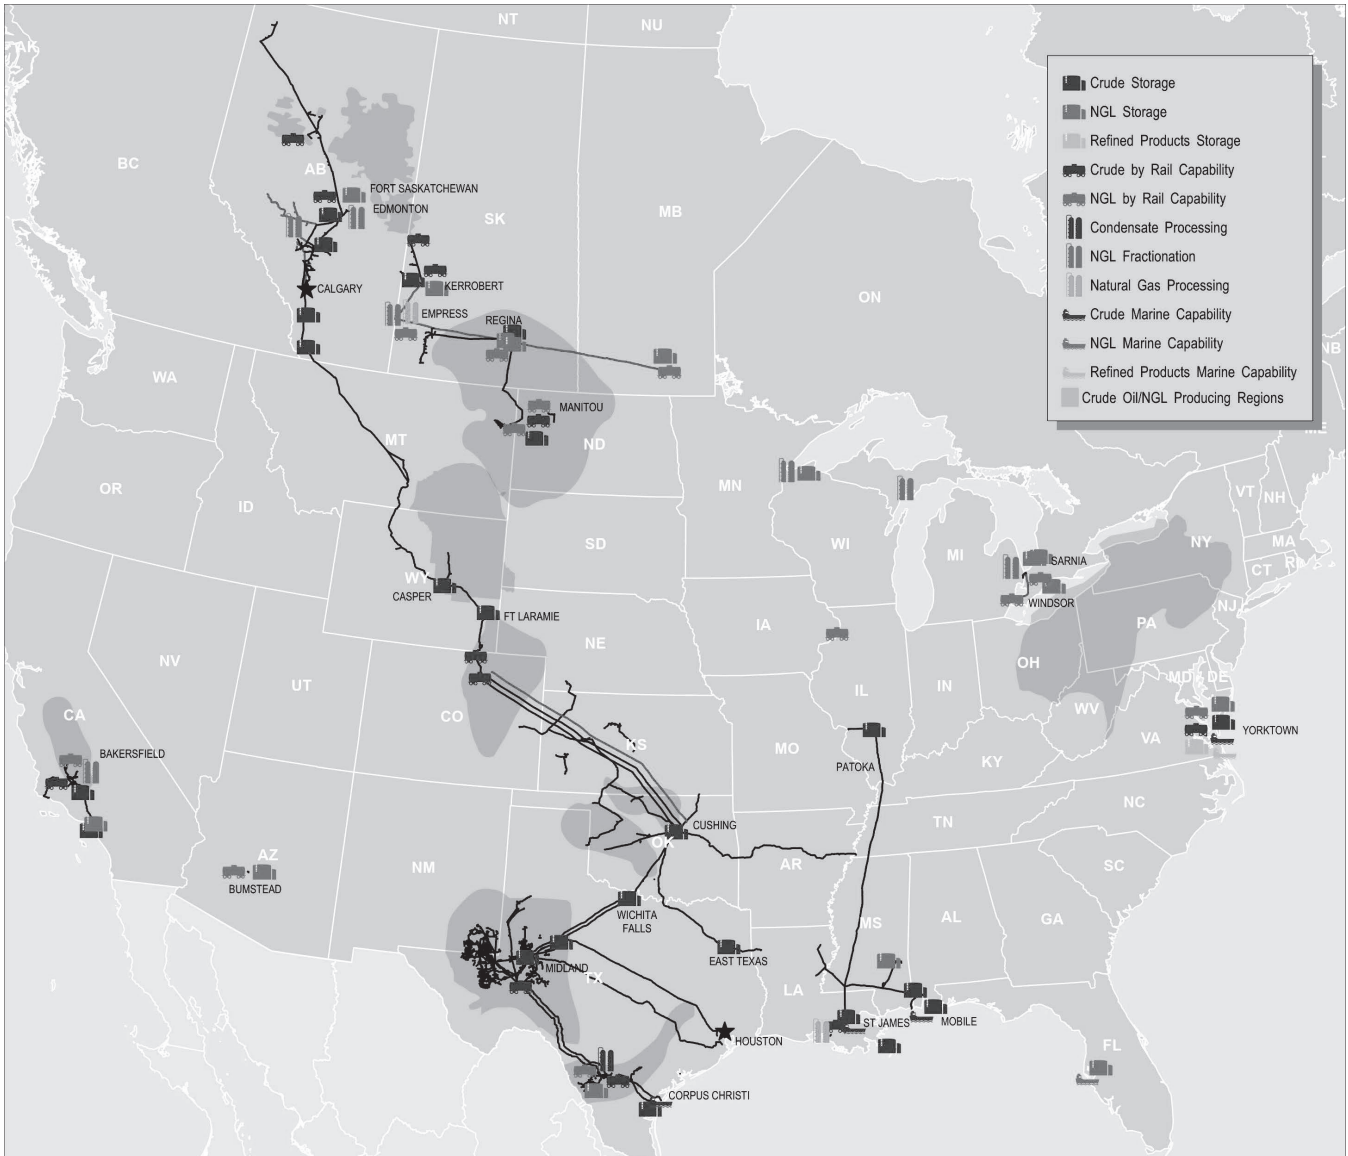 NT
NU
AK
Crude Storage
NGL Storage
Refined Products Storage
Crude by Rail Capability
NGL by Rail Capability
Condensate Processing
NGL Fractionation
Natural Gas Processing
Crude Marine Capability
NGL Marine Capability
Refined Products Marine Capability
Crude Oil/NGL Producing Regions
BC
AB
FORT SASKATCHEWAN
EDMONTON
SK
MB
CALGARY
KERROBERT
ON
EMPRESS
REGINA
NB
WA
MANITOU
MT
ND
ME
OR
ID
MN
VT
NH
WI
MI
NY
MA
SD
SARNIA
CT
RI
WY
CASPER
WINDSOR
NJ
FT LARAMIE
IA
PA
NE
OH
NV
UT
IL
IN
MD
DE
CA
CO
WV
KS
MO
VA
YORKTOWN
BAKERSFIELD
PATOKA
KY
NC
CUSHING
TN
OK
AZ
NM
AR
SC
BUMSTEAD
WICHITA
FALLS
MS
AL
GA
EAST TEXAS
MIDLAND
TX
LA
ST JAMES
MOBILE
HOUSTON
FL
CORPUS CHRISTI